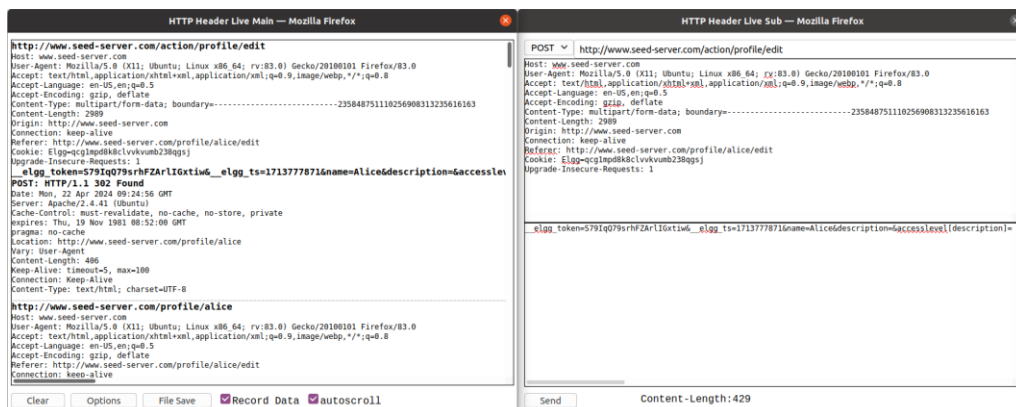 HTTP Header Live Main — Mozilla Firefox
http://www.seed-server.com/action/profile/edit
Host: www.seed-server.com
User-Agent: Mozilla/5.0 (X11; Ubuntu; Linux x86_64; rv:83.0) Gecko/20100101 Firefox/83.0
Accept: text/html,application/xhtml+xml,application/xml;q=0.9,image/webp,*/*;q=0.8
Accept-Language: en-US,en;q=0.5
Accept-Encoding: gzip, deflate
Content-Type: multipart/form-data; boundary=---------------------------235848751110256908313235616163
Content-Length: 2989
Origin: http://www.seed-server.com
Connection: keep-alive
Referer: http://www.seed-server.com/profile/alice/edit
Cookie: Elgg=qcg1mpd8k8clvvkvumb238qgsj
Upgrade-Insecure-Requests: 1
__elgg_token=S79IqQ79srhFZArlIGxtiw&__elgg_ts=1713777871&name=Alice&description=&accesslev
POST: HTTP/1.1 302 Found
Date: Mon, 22 Apr 2024 09:24:56 GMT
Server: Apache/2.4.41 (Ubuntu)
Cache-Control: must-revalidate, no-cache, no-store, private
expires: Thu, 19 Nov 1981 08:52:00 GMT
pragma: no-cache
Location: http://www.seed-server.com/profile/alice
Vary: User-Agent
Content-Length: 406
Keep-Alive: timeout=5, max=100
Connection: Keep-Alive
Content-Type: text/html; charset=UTF-8
http://www.seed-server.com/profile/alice
Host: www.seed-server.com
User-Agent: Mozilla/5.0 (X11; Ubuntu; Linux x86_64; rv:83.0) Gecko/20100101 Firefox/83.0
Accept: text/html,application/xhtml+xml,application/xml;q=0.9,image/webp,*/*;q=0.8
Accept-Language: en-US,en;q=0.5
Accept-Encoding: gzip, deflate
Referer: http://www.seed-server.com/profile/alice/edit
Connection: keep-alive
Clear Options File Save Record Data autoscroll
HTTP Header Live Sub — Mozilla Firefox
POST http://www.seed-server.com/action/profile/edit
Host: www.seed-server.com
User-Agent: Mozilla/5.0 (X11; Ubuntu; Linux x86_64; rv:83.0) Gecko/20100101 Firefox/83.0
Accept: text/html,application/xhtml+xml,application/xml;q=0.9,image/webp,*/*;q=0.8
Accept-Language: en-US,en;q=0.5
Accept-Encoding: gzip, deflate
Content-Type: multipart/form-data; boundary=---------------------------235848751110256908313235616163
Content-Length: 2989
Origin: http://www.seed-server.com
Connection: keep-alive
Referer: http://www.seed-server.com/profile/alice/edit
Cookie: Elgg=qcg1mpd8k8clvvkvumb238qgsj
Upgrade-Insecure-Requests: 1
__elgg_token=S79IqQ79srhFZArlIGxtiw&__elgg_ts=1713777871&name=Alice&description=&accesslevel[description]=
Send Content-Length:429